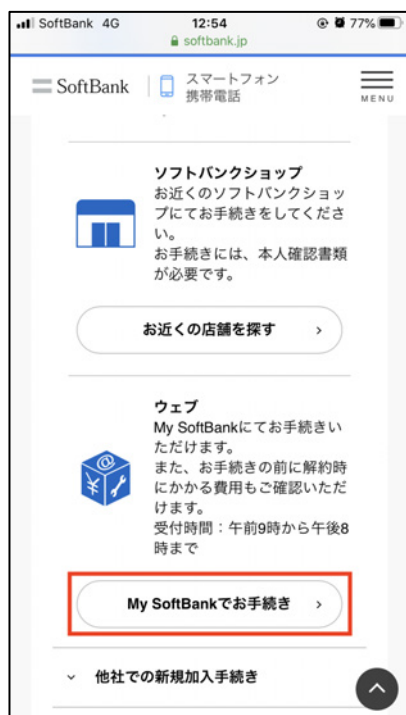 SoftBank 4G 12:54 77%
softbank.jp
SoftBank スマートフォン
携帯電話
MENU
ソフトバンクショップ
お近くのソフトバンクショッ
プにてお手続きをしてくださ
い。
お手続きには、本人確認書類
が必要です。
お近くの店舗を探す
ウェブ
My SoftBankにてお手続きい
ただけます。
また、お手続きの前に解約時
にかかる費用もご確認いただ
けます。
受付時間：午前9時から午後8
時まで
My SoftBankでお手続き
他社での新規加入手続き